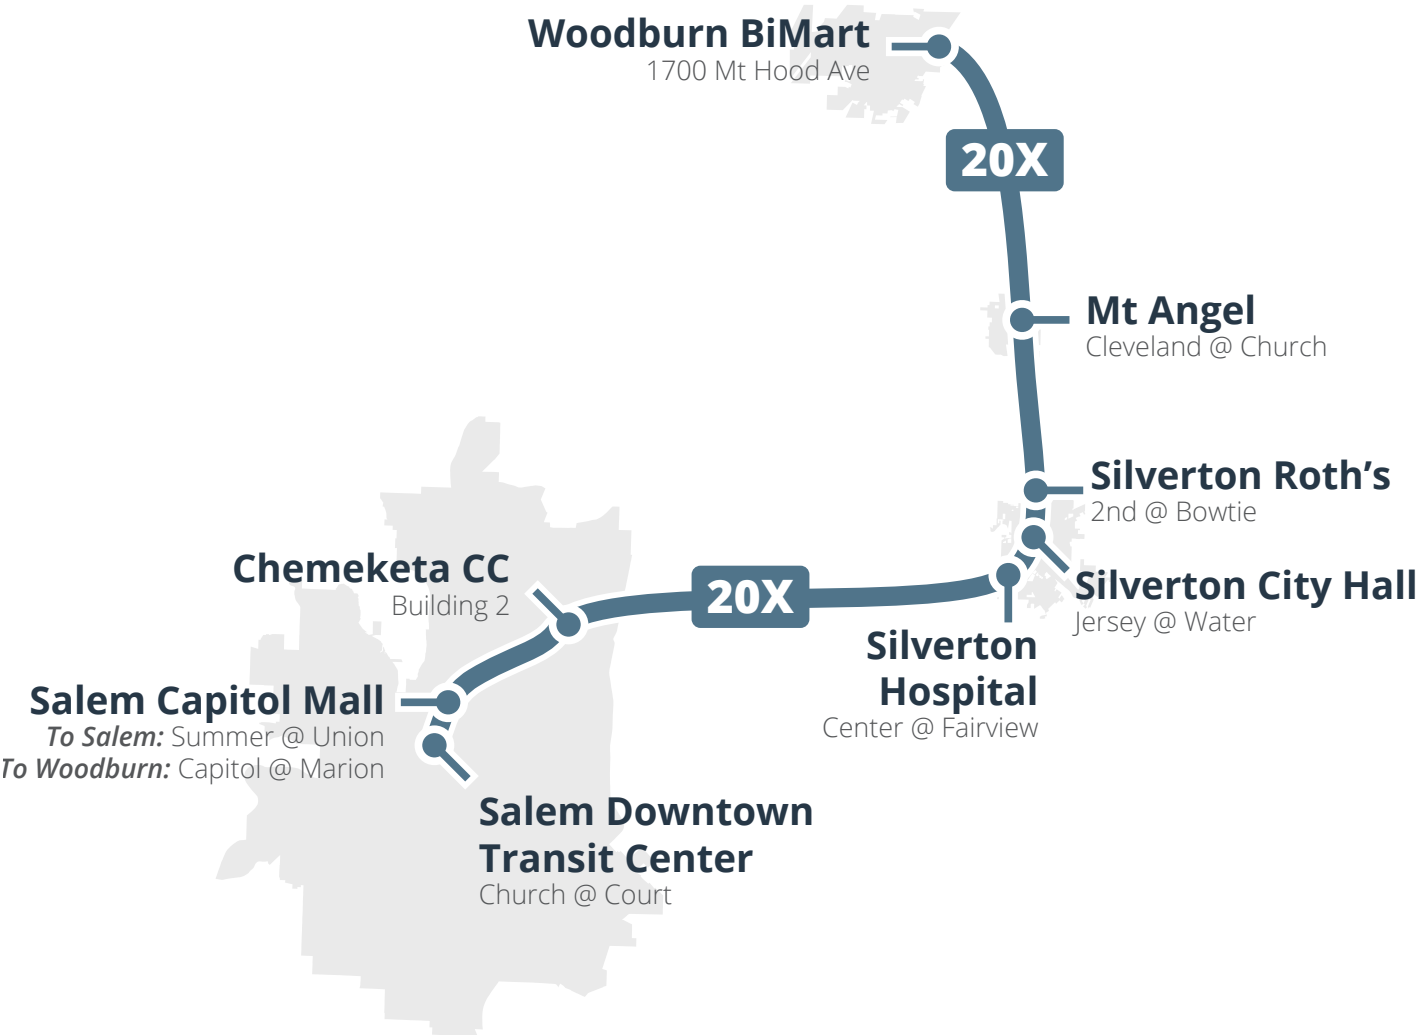 Woodburn BiMart
1700 Mt Hood Ave
20X
Mt Angel
Cleveland @ Church
Silverton Roth’s
2nd @ Bowtie
Silverton City Hall
Jersey @ Water
Silverton
Hospital
Center @ Fairview
20X
Chemeketa CC
Building 2
Salem Capitol Mall
To Salem: Summer @ Union
To Woodburn: Capitol @ Marion
Salem Downtown
Transit Center
Church @ Court